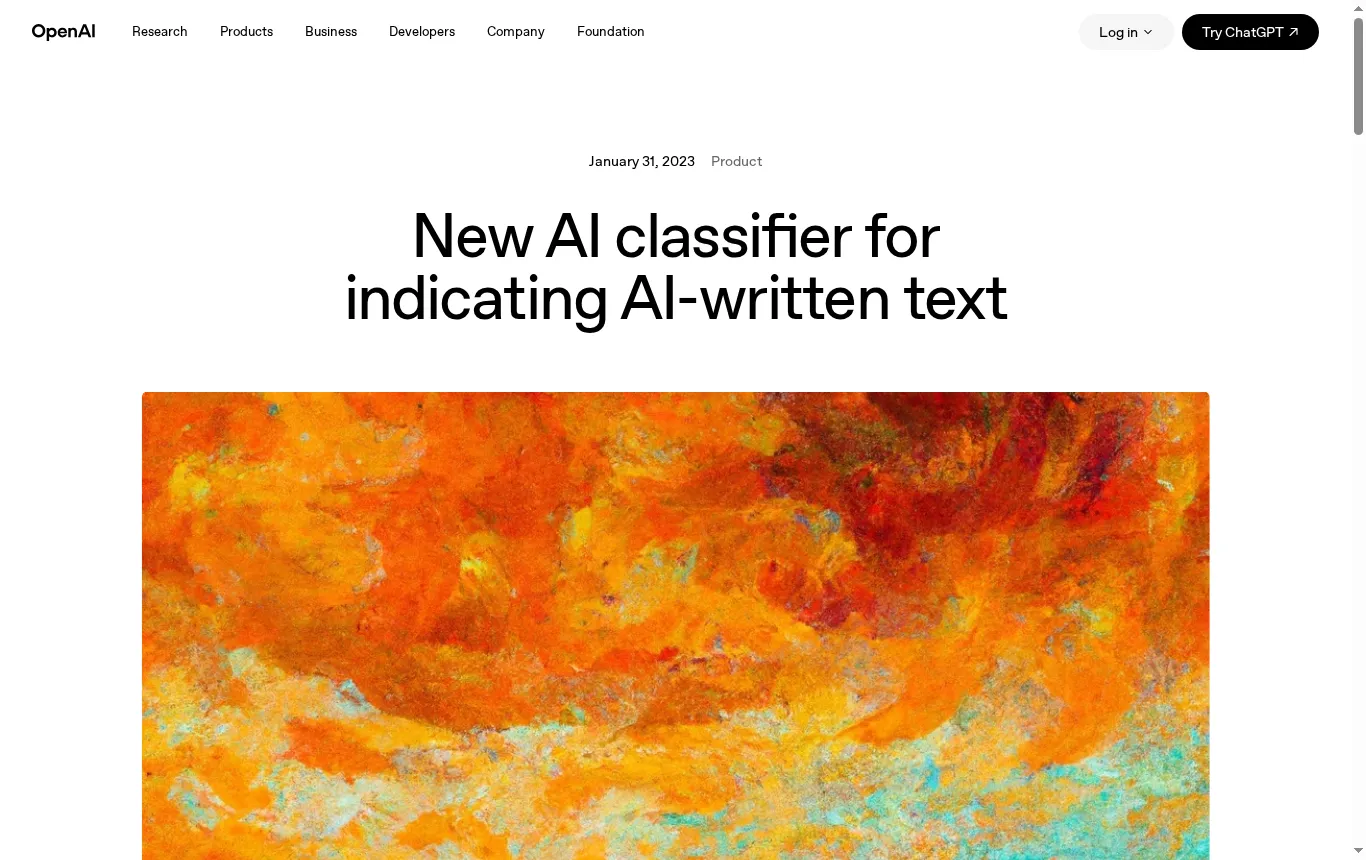 OpenAI Research Products Business Developers Company Foundation Log in Try ChatGPT ↗
January 31, 2023 Product
New AI classifier for
indicating AI-written text